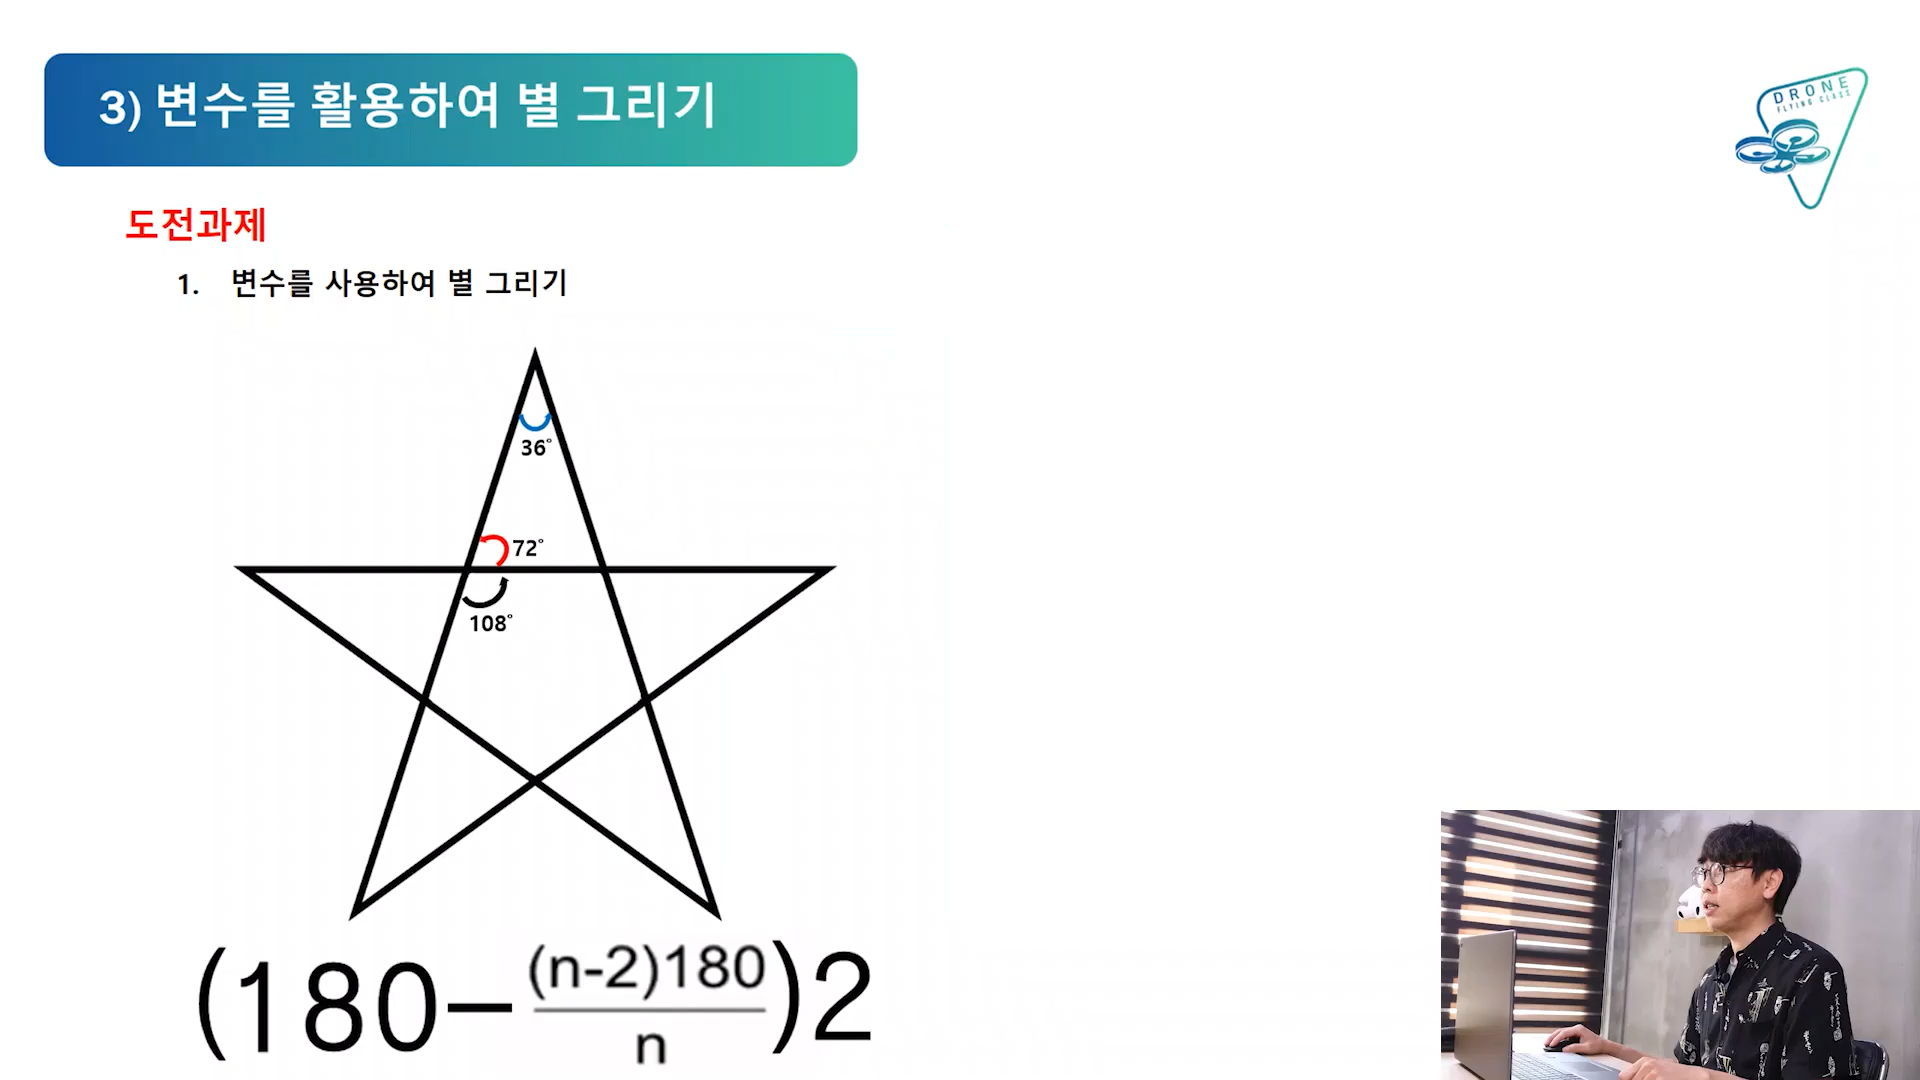 3) 변수를 활용하여 별 그리기
DRONE
FLYING CLASS
도전과제
1. 변수를 사용하여 별 그리기
36°
72°
108°
(180-(n-2)180/n)2